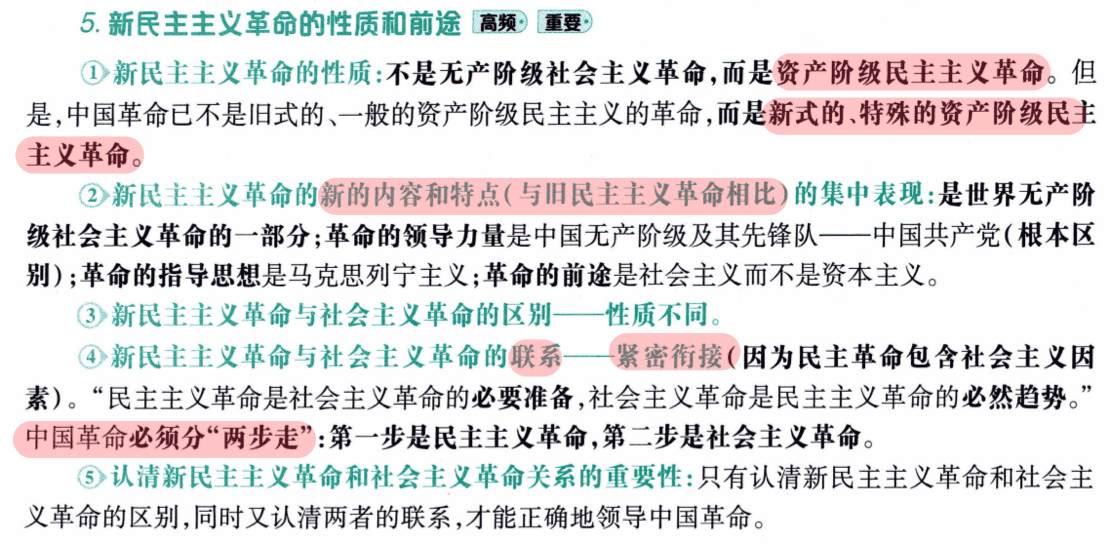 5. 新民主主义革命的性质和前途 高频 重要
①新民主主义革命的性质:不是无产阶级社会主义革命,而是资产阶级民主主义革命。但
是,中国革命已不是旧式的、一般的资产阶级民主主义的革命,而是新式的、特殊的资产阶级民主
主义革命。
②新民主主义革命的新的内容和特点(与旧民主主义革命相比)的集中表现:是世界无产阶
级社会主义革命的一部分;革命的领导力量是中国无产阶级及其先锋队——中国共产党(根本区
别);革命的指导思想是马克思列宁主义;革命的前途是社会主义而不是资本主义。
③新民主主义革命与社会主义革命的区别——性质不同。
④新民主主义革命与社会主义革命的联系——紧密衔接(因为民主革命包含社会主义因
素)。“民主主义革命是社会主义革命的必要准备,社会主义革命是民主主义革命的必然趋势。”
中国革命必须分“两步走”:第一步是民主主义革命,第二步是社会主义革命。
⑤认清新民主主义革命和社会主义革命关系的重要性:只有认清新民主主义革命和社会主
义革命的区别,同时又认清两者的联系,才能正确地领导中国革命。